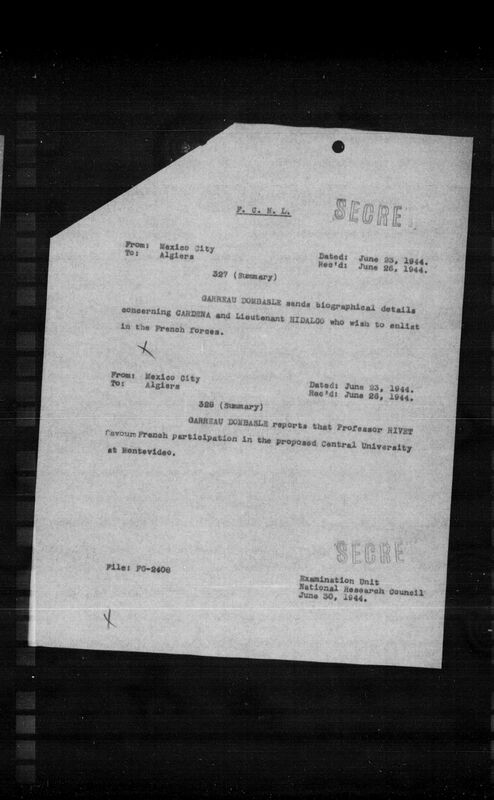 SECRE
F. C. N. L.
From: Mexico City
To: Algiers
Dated: June 23, 1944.
Rec'd: June 26, 1944.
327 (Summary)
GARREAU DOMBASLE sends biographical details
concerning CARDENA and Lieutenant HIDALGO who wish to enlist
in the French forces.
X
From: Mexico City
To: Algiers
Dated: June 23, 1944.
Rec'd: June 26, 1944.
328 (Summary)
GARREAU DOMBASLE reports that Professor RIVET
favours French participation in the proposed Central University
at Montevideo.
SECRE
File: FG-2408
Examination Unit
National Research Council
June 30, 1944.
X